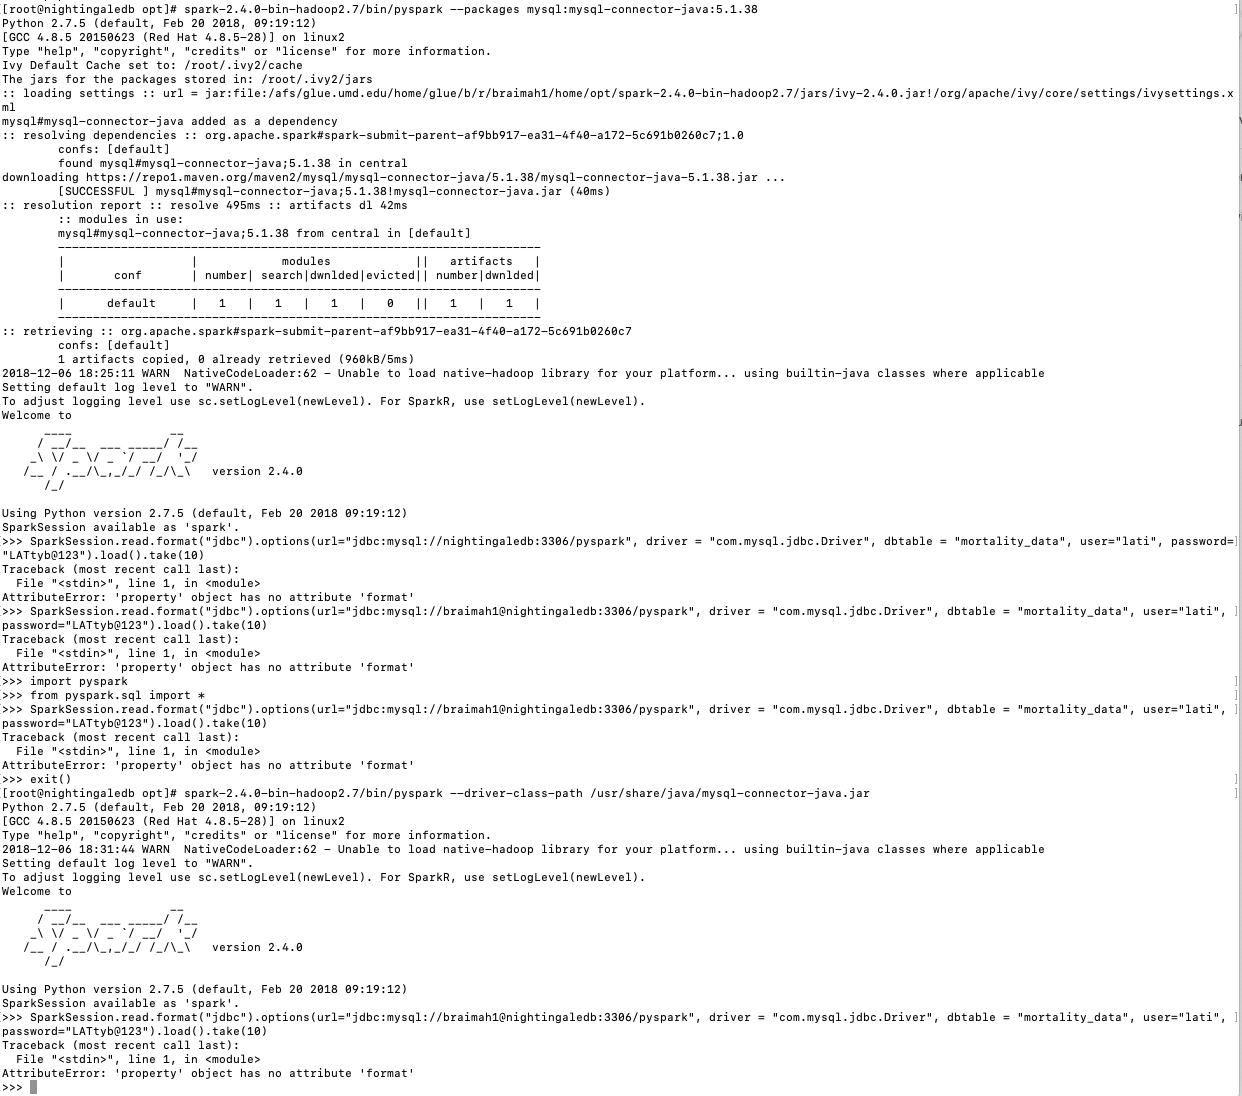 [root@nightingaledb opt]# spark-2.4.0-bin-hadoop2.7/bin/pyspark --packages mysql:mysql-connector-java:5.1.38
Python 2.7.5 (default, Feb 20 2018, 09:19:12)
[GCC 4.8.5 20150623 (Red Hat 4.8.5-28)] on linux2
Type "help", "copyright", "credits" or "license" for more information.
Ivy Default Cache set to: /root/.ivy2/cache
The jars for the packages stored in: /root/.ivy2/jars
:: loading settings :: url = jar:file:/afs/glue.umd.edu/home/glue/b/r/braimah1/home/opt/spark-2.4.0-bin-hadoop2.7/jars/ivy-2.4.0.jar!/org/apache/ivy/core/settings/ivysettings.x
ml
mysql#mysql-connector-java added as a dependency
:: resolving dependencies :: org.apache.spark#spark-submit-parent-af9bb917-ea31-4f40-a172-5c691b0260c7;1.0
        confs: [default]
        found mysql#mysql-connector-java;5.1.38 in central
downloading https://repo1.maven.org/maven2/mysql/mysql-connector-java/5.1.38/mysql-connector-java-5.1.38.jar ...
        [SUCCESSFUL ] mysql#mysql-connector-java;5.1.38!mysql-connector-java.jar (40ms)
:: resolution report :: resolve 495ms :: artifacts dl 42ms
        :: modules in use:
        mysql#mysql-connector-java;5.1.38 from central in [default]
        ---------------------------------------------------------------------
        |                  |            modules            ||   artifacts   |
        |       conf       | number| search|dwnlded|evicted|| number|dwnlded|
        ---------------------------------------------------------------------
        |      default     |   1   |   1   |   1   |   0   ||   1   |   1   |
        ---------------------------------------------------------------------
:: retrieving :: org.apache.spark#spark-submit-parent-af9bb917-ea31-4f40-a172-5c691b0260c7
        confs: [default]
        1 artifacts copied, 0 already retrieved (960kB/5ms)
2018-12-06 18:25:11 WARN  NativeCodeLoader:62 - Unable to load native-hadoop library for your platform... using builtin-java classes where applicable
Setting default log level to "WARN".
To adjust logging level use sc.setLogLevel(newLevel). For SparkR, use setLogLevel(newLevel).
Welcome to
      ____              __
     / __/__  ___ _____/ /__
    _\ \/ _ \/ _ `/ __/  '_/
   /__ / .__/\_,_/_/ /_/\_\   version 2.4.0
      /_/

Using Python version 2.7.5 (default, Feb 20 2018 09:19:12)
SparkSession available as 'spark'.
>>> SparkSession.read.format("jdbc").options(url="jdbc:mysql://nightingaledb:3306/pyspark", driver = "com.mysql.jdbc.Driver", dbtable = "mortality_data", user="lati", password=
"LATtyb@123").load().take(10)
Traceback (most recent call last):
  File "<stdin>", line 1, in <module>
AttributeError: 'property' object has no attribute 'format'
>>> SparkSession.read.format("jdbc").options(url="jdbc:mysql://braimah1@nightingaledb:3306/pyspark", driver = "com.mysql.jdbc.Driver", dbtable = "mortality_data", user="lati",
password="LATtyb@123").load().take(10)
Traceback (most recent call last):
  File "<stdin>", line 1, in <module>
AttributeError: 'property' object has no attribute 'format'
>>> import pyspark
>>> from pyspark.sql import *
>>> SparkSession.read.format("jdbc").options(url="jdbc:mysql://braimah1@nightingaledb:3306/pyspark", driver = "com.mysql.jdbc.Driver", dbtable = "mortality_data", user="lati",
password="LATtyb@123").load().take(10)
Traceback (most recent call last):
  File "<stdin>", line 1, in <module>
AttributeError: 'property' object has no attribute 'format'
>>> exit()
[root@nightingaledb opt]# spark-2.4.0-bin-hadoop2.7/bin/pyspark --driver-class-path /usr/share/java/mysql-connector-java.jar
Python 2.7.5 (default, Feb 20 2018, 09:19:12)
[GCC 4.8.5 20150623 (Red Hat 4.8.5-28)] on linux2
Type "help", "copyright", "credits" or "license" for more information.
2018-12-06 18:31:44 WARN  NativeCodeLoader:62 - Unable to load native-hadoop library for your platform... using builtin-java classes where applicable
Setting default log level to "WARN".
To adjust logging level use sc.setLogLevel(newLevel). For SparkR, use setLogLevel(newLevel).
Welcome to
      ____              __
     / __/__  ___ _____/ /__
    _\ \/ _ \/ _ `/ __/  '_/
   /__ / .__/\_,_/_/ /_/\_\   version 2.4.0
      /_/

Using Python version 2.7.5 (default, Feb 20 2018 09:19:12)
SparkSession available as 'spark'.
>>> SparkSession.read.format("jdbc").options(url="jdbc:mysql://braimah1@nightingaledb:3306/pyspark", driver = "com.mysql.jdbc.Driver", dbtable = "mortality_data", user="lati",
password="LATtyb@123").load().take(10)
Traceback (most recent call last):
  File "<stdin>", line 1, in <module>
AttributeError: 'property' object has no attribute 'format'
>>>